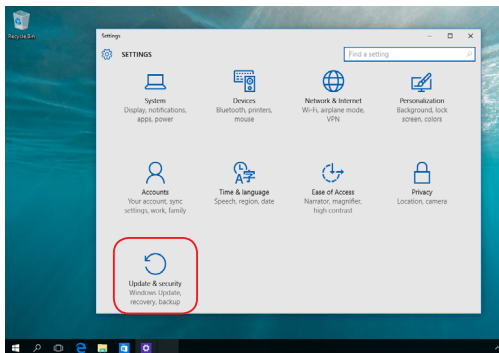 Recycle Bin
Settings
SETTINGS
Find a setting
System
Display, notifications,
apps, power
Devices
Bluetooth, printers,
mouse
Network & Internet
Wi-Fi, airplane mode,
VPN
Personalization
Background, lock
screen, colors
Accounts
Your account, sync
settings, work, family
Time & language
Speech, region, date
Ease of Access
Narrator, magnifier,
high contrast
Privacy
Location, camera
Update & security
Windows Update,
recovery, backup